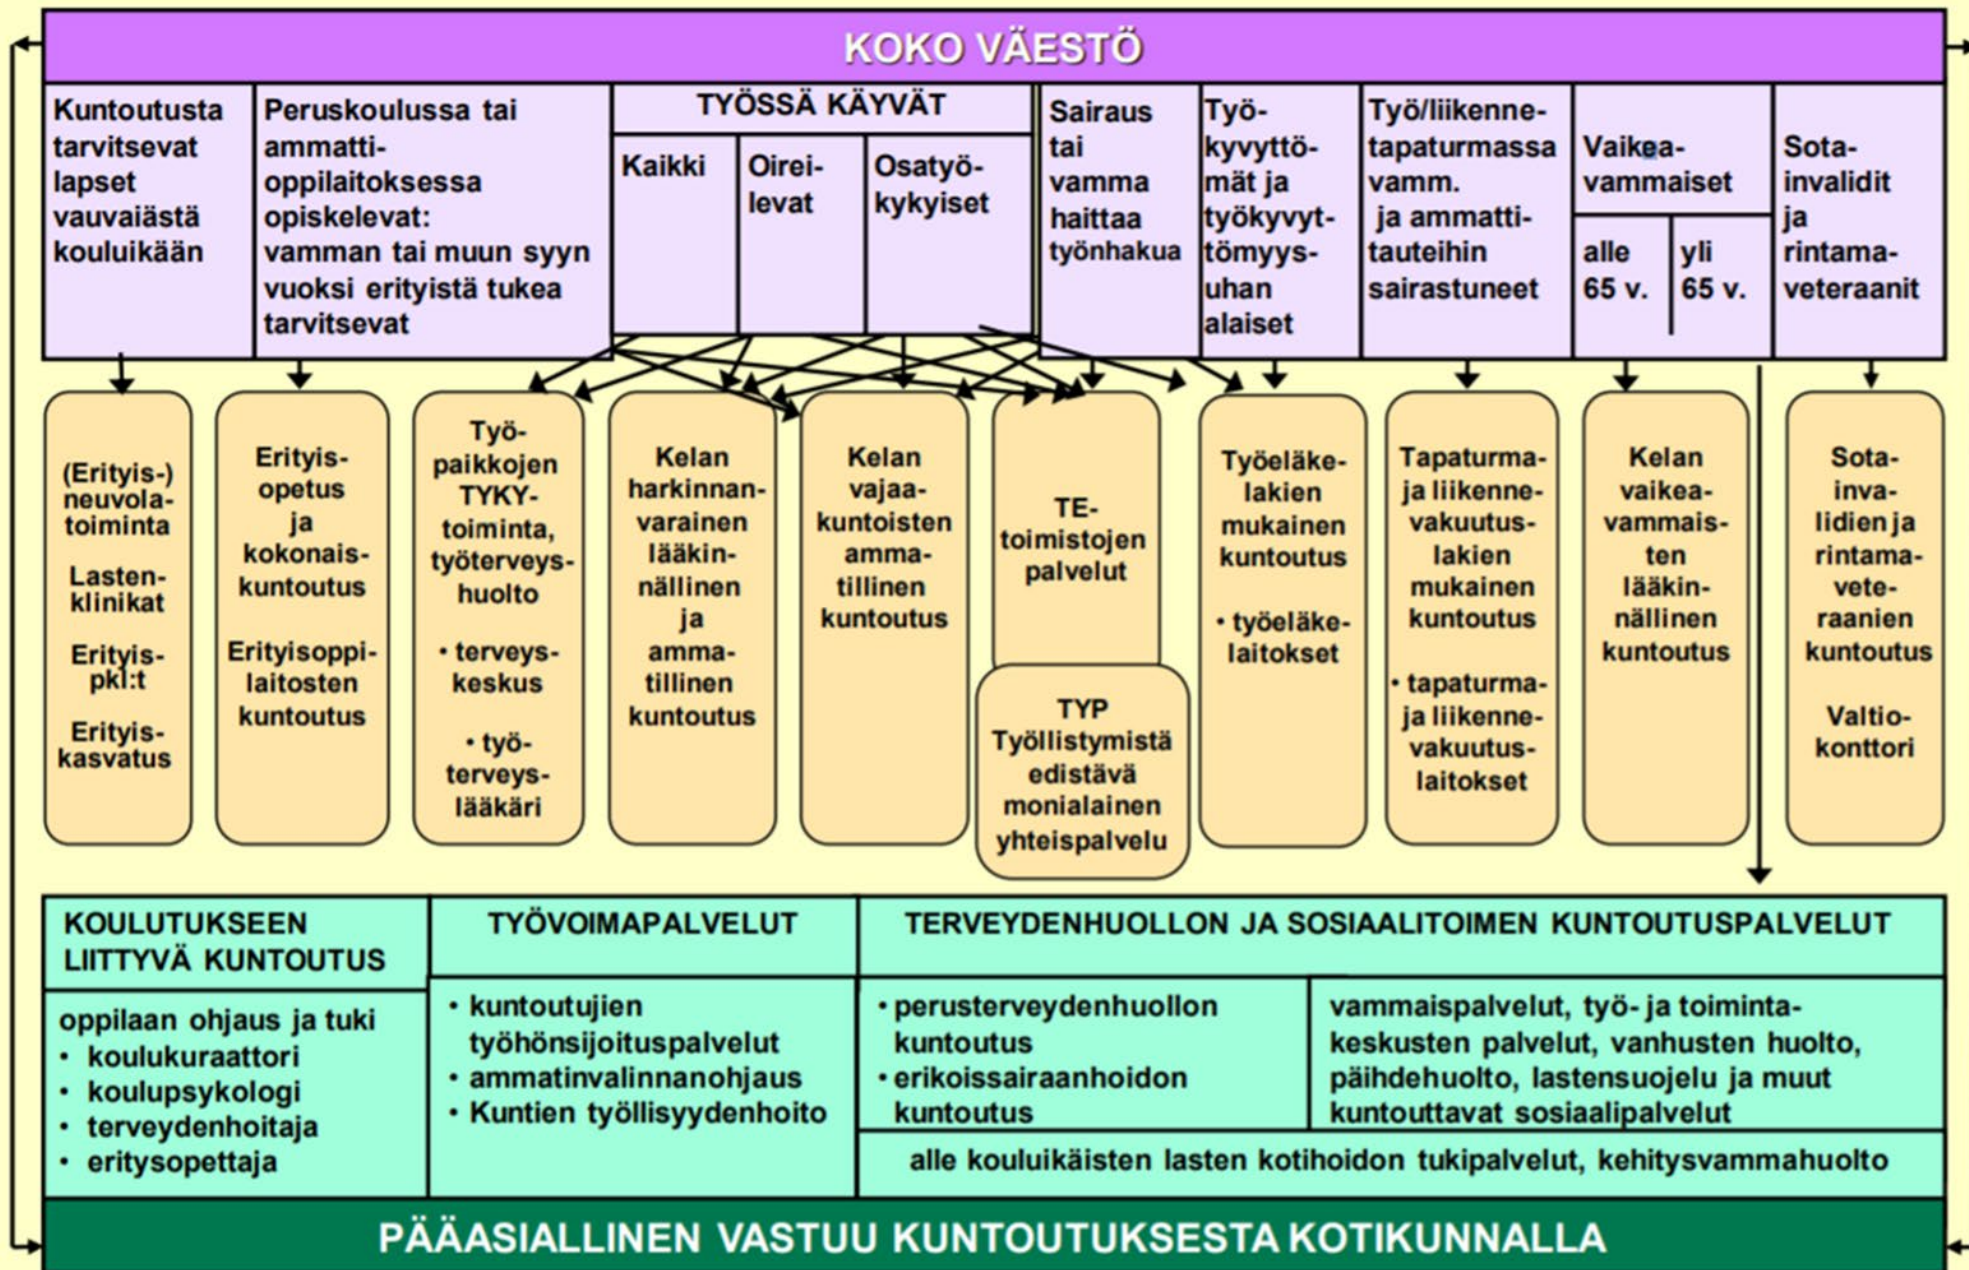 KOKO VÄESTÖ
Kuntoutusta
tarvitsevat
lapset
vauvaiästä
kouluikään
Peruskoulussa tai
ammatti-
oppilaitoksessa
opiskelevat:
vamman tai muun syyn
vuoksi erityistä tukea
tarvitsevat
TYÖSSÄ KÄYVÄT
Kaikki
Oirei-
levat
Osatyö-
kykyiset
Sairaus
tai
vamma
haittaa
työnhakua
Työ-
kyvyttö-
mät ja
työkyvyt-
tömyys-
uhan
alaiset
Työ/liikenne-
tapaturmassa
vamm.
ja ammatti-
tauteihin
sairastuneet
Vaikea-
vammaiset
alle
65 v.
yli
65 v.
Sota-
invalidit
ja
rintama-
veteraanit
(Erityis-)
neuvola-
toiminta
Lasten-
klinikat
Erityis-
pkl:t
Erityis-
kasvatus
Erityis-
opetus
ja
kokonais-
kuntoutus
Erityisoppi-
laitosten
kuntoutus
Työ-
paikkojen
TYKY-
toiminta,
työterveys-
huolto
• terveys-
keskus
• työ-
terveys-
lääkäri
Kelan
harkinnan-
varainen
lääkin-
nällinen
ja
amma-
tillinen
kuntoutus
Kelan
vajaa-
kuntoisten
amma-
tillinen
kuntoutus
TE-
toimistojen
palvelut
TYP
Työllistymistä
edistävä
monialainen
yhteispalvelu
Työeläke-
lakien
mukainen
kuntoutus
• työeläke-
laitokset
Tapaturma-
ja liikenne-
vakuutus-
lakien
mukainen
kuntoutus
• tapaturma-
ja liikenne-
vakuutus-
laitokset
Kelan
vaikea-
vammais-
ten
lääkin-
nällinen
kuntoutus
Sota-
inva-
lidien ja
rintama-
vete-
raanien
kuntoutus
Valtio-
konttori
KOULUTUKSEEN
LIITTYVÄ KUNTOUTUS
oppilaan ohjaus ja tuki
• koulukuraattori
• koulupsykologi
• terveydenhoitaja
• eritysopettaja
TYÖVOIMAPALVELUT
• kuntoutujien
työhönsijoituspalvelut
• ammatinvalinnanohjaus
• Kuntien työllisyydenhoito
TERVEYDENHUOLLON JA SOSIAALITOIMEN KUNTOUTUSPALVELUT
• perusterveydenhuollon
kuntoutus
• erikoissairaanhoidon
kuntoutus
vammaispalvelut, työ- ja toiminta-
keskusten palvelut, vanhusten huolto,
päihdehuolto, lastensuojelu ja muut
kuntouttavat sosiaalipalvelut
alle kouluikäisten lasten kotihoidon tukipalvelut, kehitysvammahuolto
PÄÄASIALLINEN VASTUU KUNTOUTUKSESTA KOTIKUNNALLA